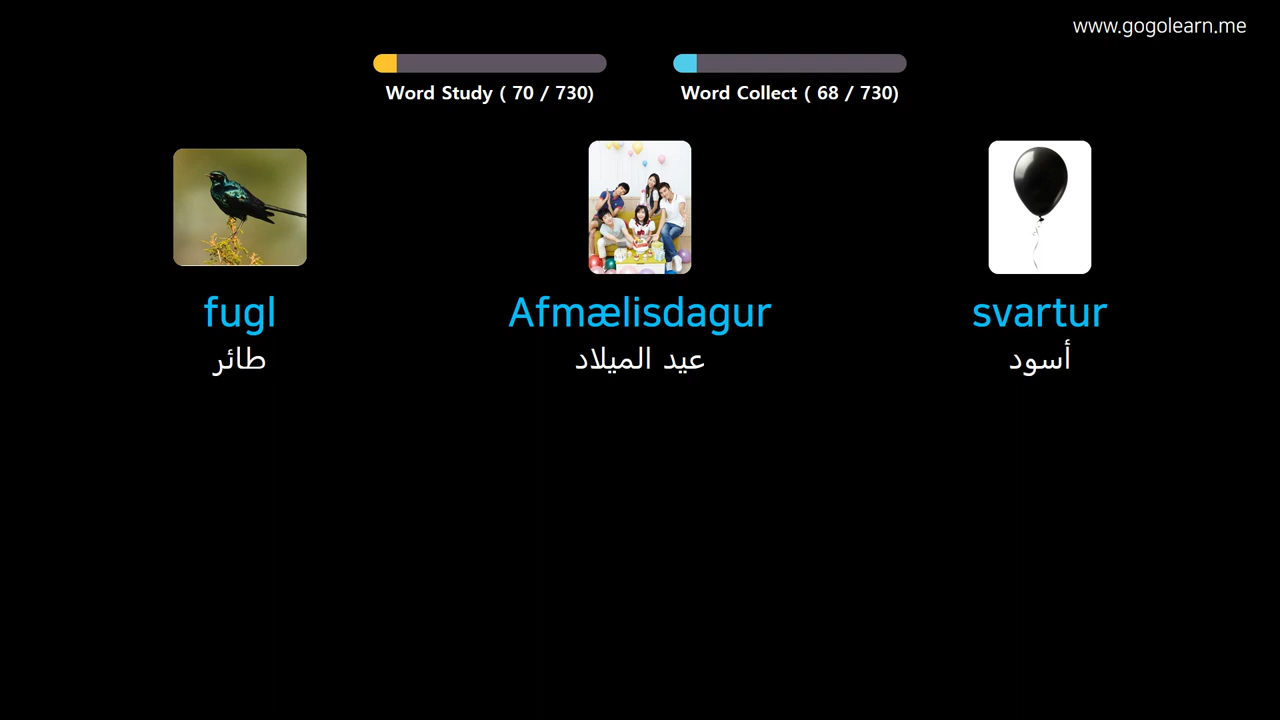 www.gogolearn.me
Word Study ( 70 / 730)
Word Collect ( 68 / 730)
fugl
Afmælisdagur
svartur
طائر
عيد الميلاد
أسود